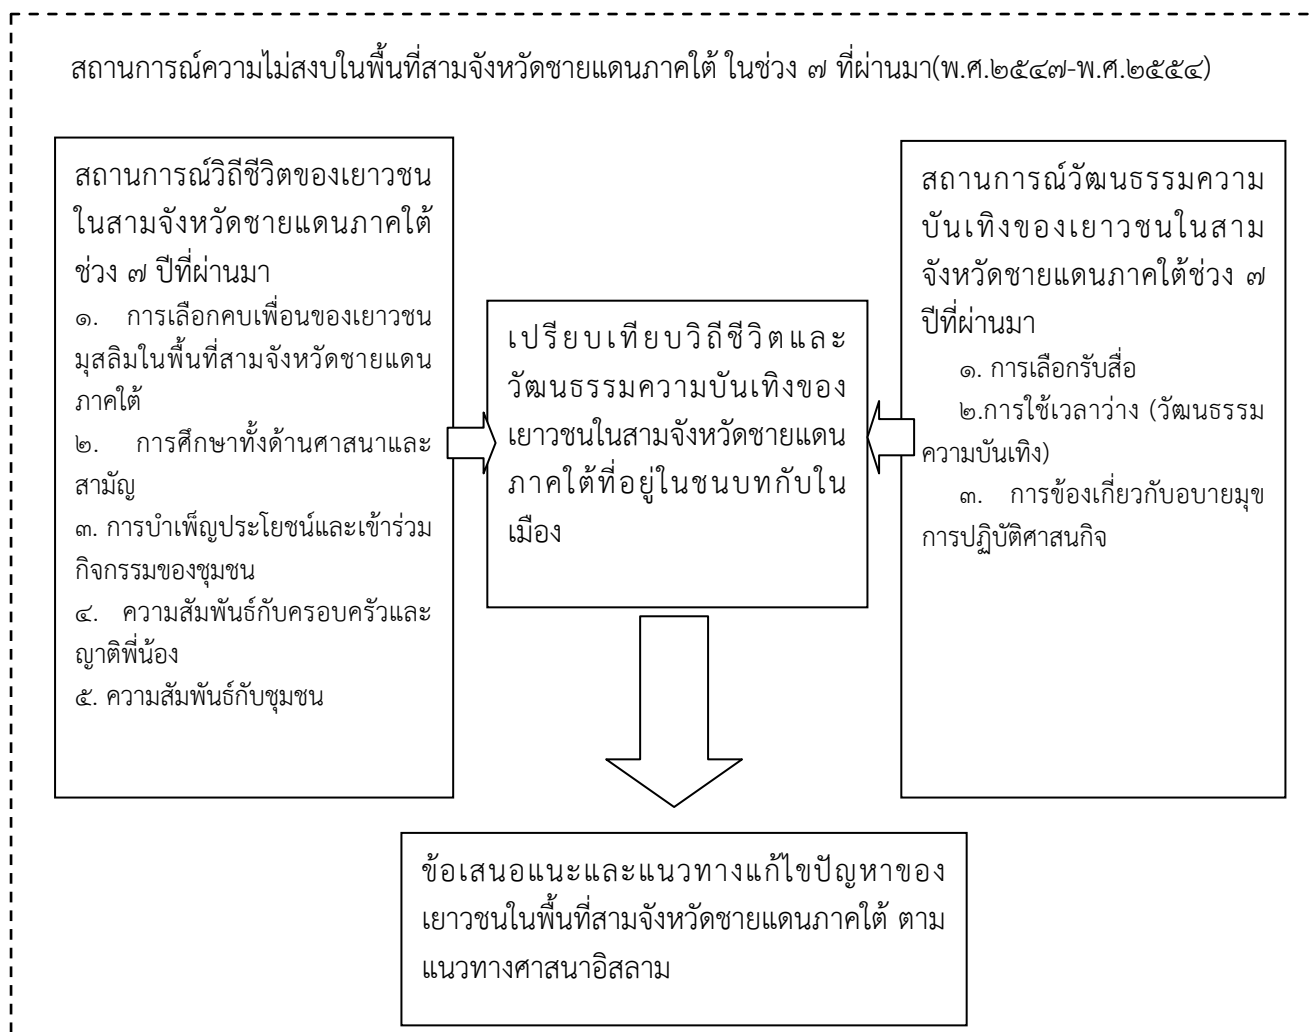 สถานการณ์ความไม่สงบในพื้นที่สามจังหวัดชายแดนภาคใต้ ในช่วง ๗ ที่ผ่านมา(พ.ศ.๒๕๔๗-พ.ศ.๒๕๕๔)
สถานการณ์วิถีชีวิตของเยาวชน
ในสามจังหวัดชายแดนภาคใต้
ช่วง ๗ ปีที่ผ่านมา
๑. การเลือกคบเพื่อนของเยาวชน
มุสลิมในพื้นที่สามจังหวัดชายแดน
ภาคใต้
๒. การศึกษาทั้งด้านศาสนาและ
สามัญ
๓. การบำเพ็ญประโยชน์และเข้าร่วม
กิจกรรมของชุมชน
๔. ความสัมพันธ์กับครอบครัวและ
ญาติพี่น้อง
๕. ความสัมพันธ์กับชุมชน
เปรียบเทียบวิถีชีวิตและ
วัฒนธรรมความบันเทิงของ
เยาวชนในสามจังหวัดชายแดน
ภาคใต้ที่อยู่ในชนบทกับใน
เมือง
สถานการณ์วัฒนธรรมความ
บันเทิงของเยาวชนในสาม
จังหวัดชายแดนภาคใต้ช่วง ๗
ปีที่ผ่านมา
๑. การเลือกรับสื่อ
๒.การใช้เวลาว่าง (วัฒนธรรม
ความบันเทิง)
๓. การข้องเกี่ยวกับอบายมุข
การปฏิบัติศาสนกิจ
ข้อเสนอแนะและแนวทางแก้ไขปัญหาของ
เยาวชนในพื้นที่สามจังหวัดชายแดนภาคใต้ ตาม
แนวทางศาสนาอิสลาม